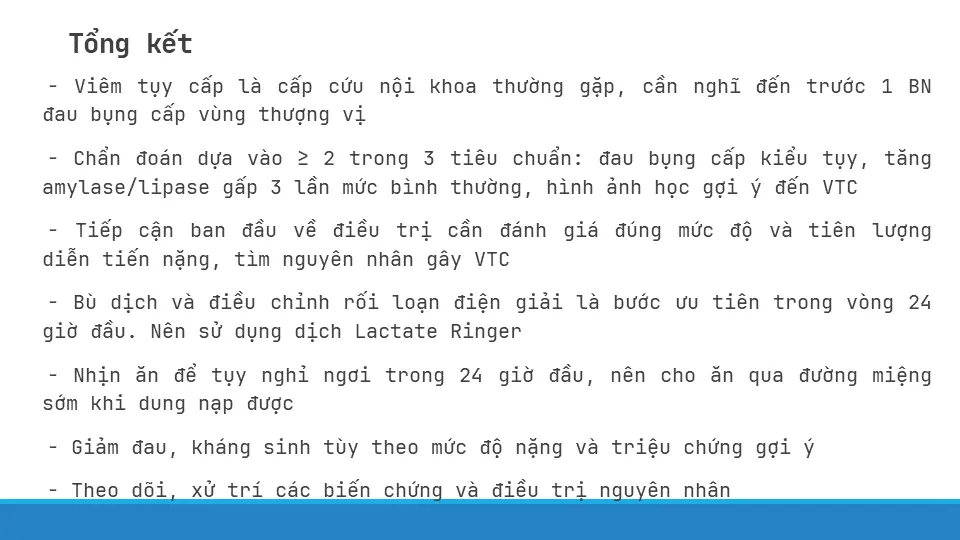 Tổng kết
- Viêm tụy cấp là cấp cứu nội khoa thường gặp, cần nghĩ đến trước 1 BN
đau bụng cấp vùng thượng vị
- Chẩn đoán dựa vào ≥ 2 trong 3 tiêu chuẩn: đau bụng cấp kiểu tụy, tăng
amylase/lipase gấp 3 lần mức bình thường, hình ảnh học gợi ý đến VTC
- Tiếp cận ban đầu về điều trị cần đánh giá đúng mức độ và tiên lượng
diễn tiến nặng, tìm nguyên nhân gây VTC
- Bù dịch và điều chỉnh rối loạn điện giải là bước ưu tiên trong vòng 24
giờ đầu. Nên sử dụng dịch Lactate Ringer
- Nhịn ăn để tụy nghỉ ngơi trong 24 giờ đầu, nên cho ăn qua đường miệng
sớm khi dung nạp được
- Giảm đau, kháng sinh tùy theo mức độ nặng và triệu chứng gợi ý
- Theo dõi, xử trí các biến chứng và điều trị nguyên nhân